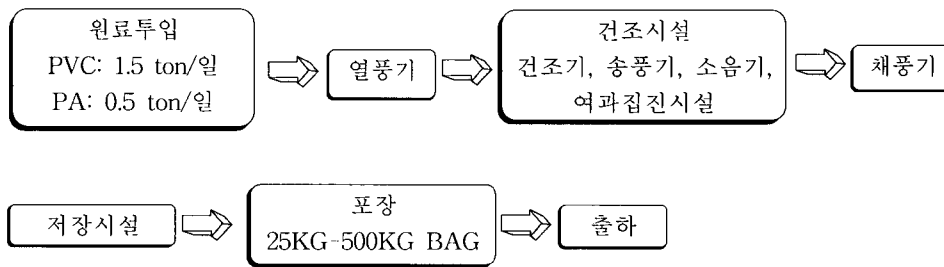 원료투입
PVC: 1.5 ton/일
PA: 0.5 ton/일
열풍기
건조시설
건조기, 송풍기, 소음기,
여과집진시설
채풍기
저장시설
포장
25KG-500KG BAG
출하